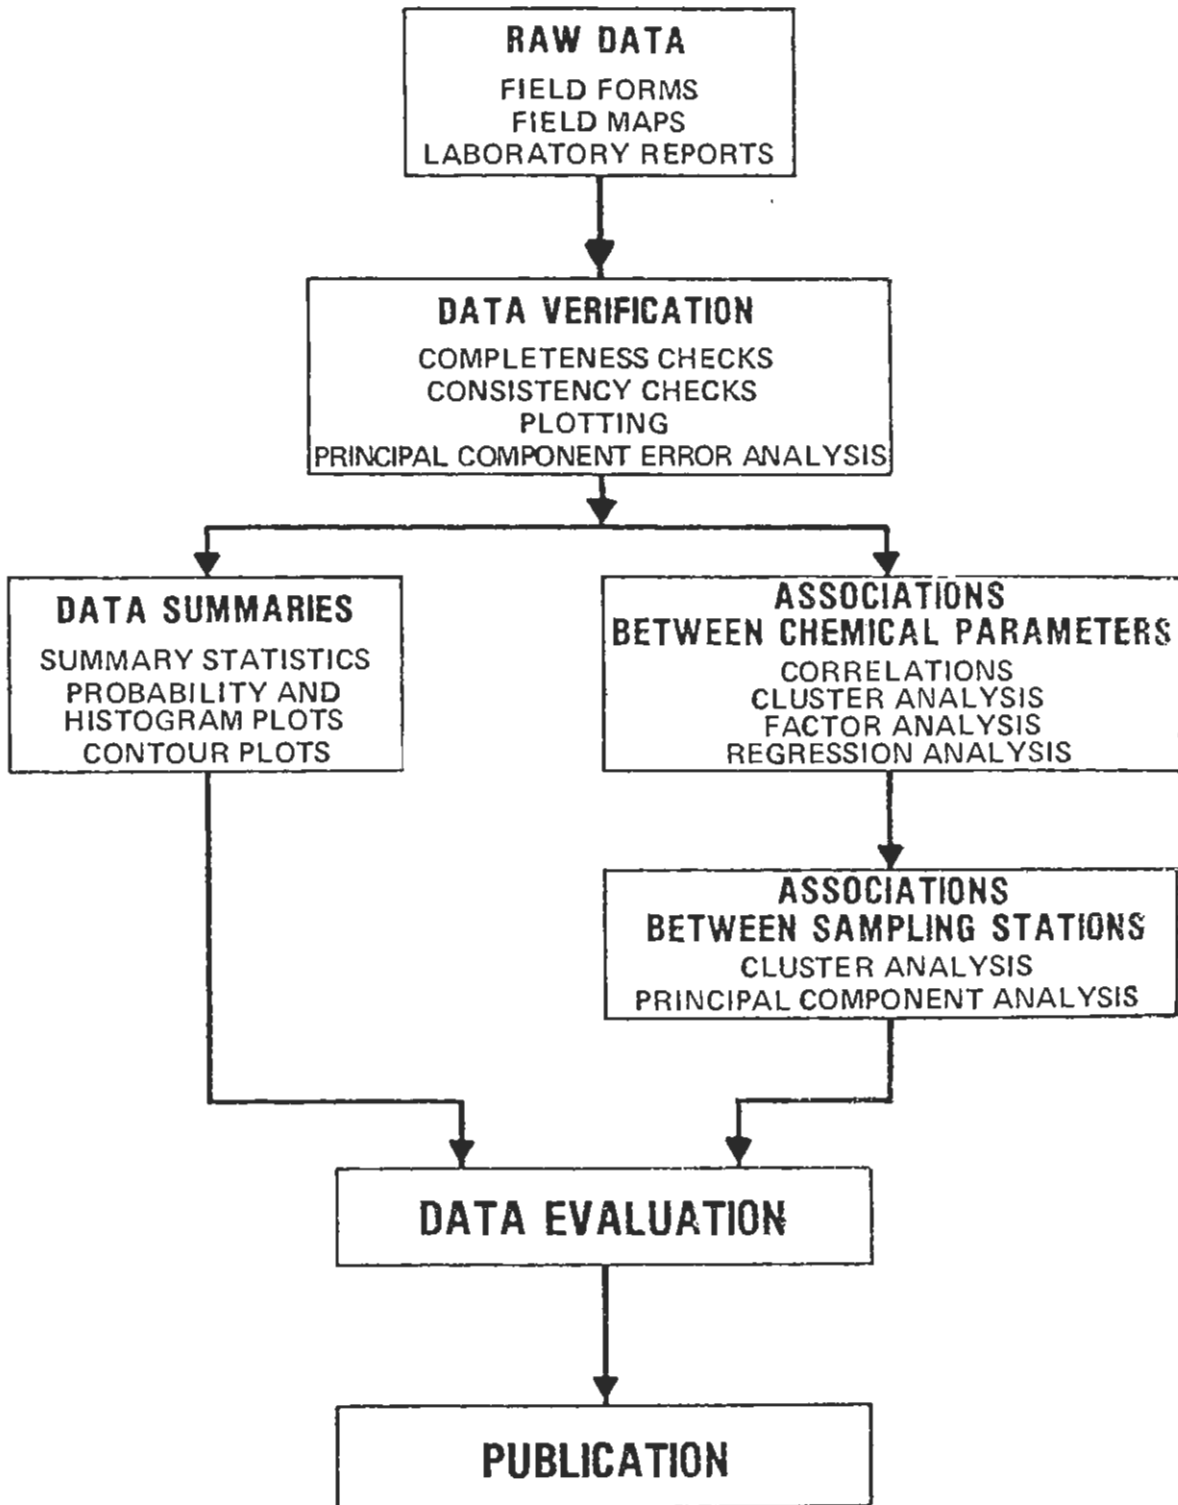 RAW DATA
FIELD FORMS
FIELD MAPS
LABORATORY REPORTS
DATA VERIFICATION
COMPLETENESS CHECKS
CONSISTENCY CHECKS
PLOTTING
PRINCIPAL COMPONENT ERROR ANALYSIS
DATA SUMMARIES
SUMMARY STATISTICS
PROBABILITY AND
HISTOGRAM PLOTS
CONTOUR PLOTS
ASSOCIATIONS
BETWEEN CHEMICAL PARAMETERS
CORRELATIONS
CLUSTER ANALYSIS
FACTOR ANALYSIS
REGRESSION ANALYSIS
ASSOCIATIONS
BETWEEN SAMPLING STATIONS
CLUSTER ANALYSIS
PRINCIPAL COMPONENT ANALYSIS
DATA EVALUATION
PUBLICATION